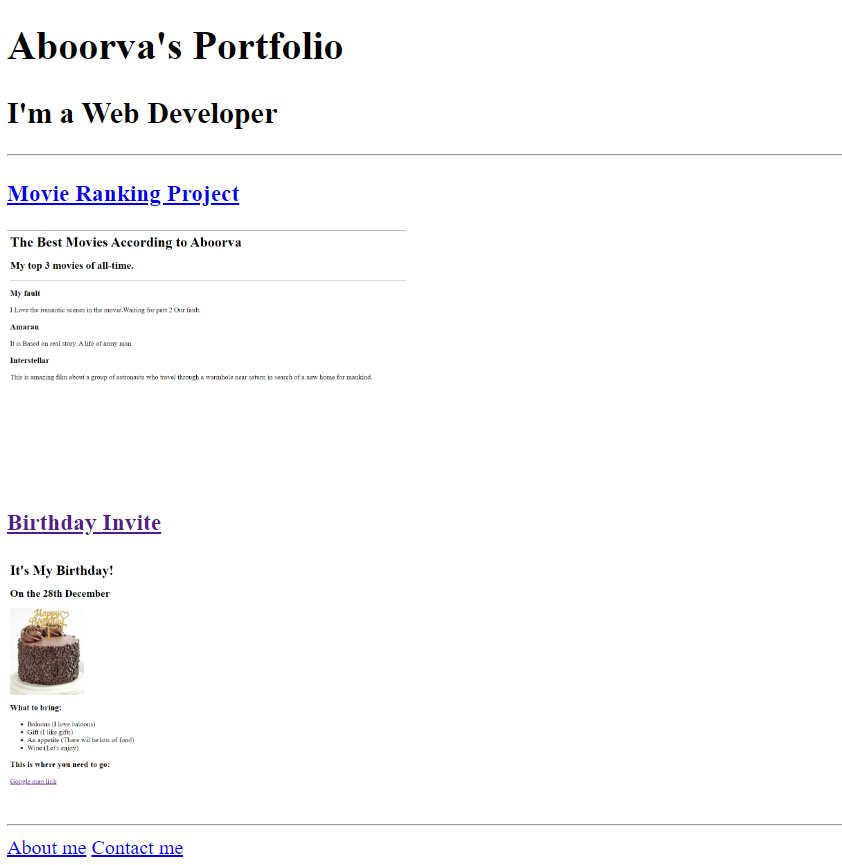 Aboorva's Portfolio
I'm a Web Developer
Movie Ranking Project
The Best Movies According to Aboorva
My top 3 movies of all-time.
My fault
I Love the romantic scenes in the movie.Waiting for part 2 Our fault.
Amaran
It is Based on real story. A life of army man.
Interstellar
This is amazing film about a group of astronauts who travel through a warmhole near saturn in search of a new home for mankind.
Birthday Invite
It's My Birthday!
On the 28th December
Happy
Birthday
What to bring:
Baloons (I love baloons)
Gift (I like gifts)
An appetite (There wil be lots of food)
Wine (Let's enjoy)
This is where you need to go:
Google map link
About me Contact me